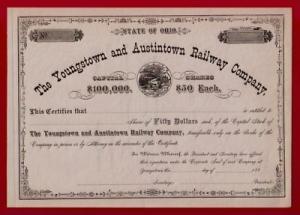 STATE OF OHIO.
No.
The Youngstown and Austintown Railway Company.
CAPITAL SHARES
$100,000. $50 Each.
This Certifies that is entitled to
Shares of Fifty Dollars each, of the Capital Stock of
The Youngstown and Austintown Railway Company, transferable only on the Books of the
Company in person or by Attorney on the surrender of this Certificate.
In Witness Whereof, the President and Secretary have affixed
their signatures and the Corporate Seal of said Company at
Youngstown this day of 188
Secretary. President.